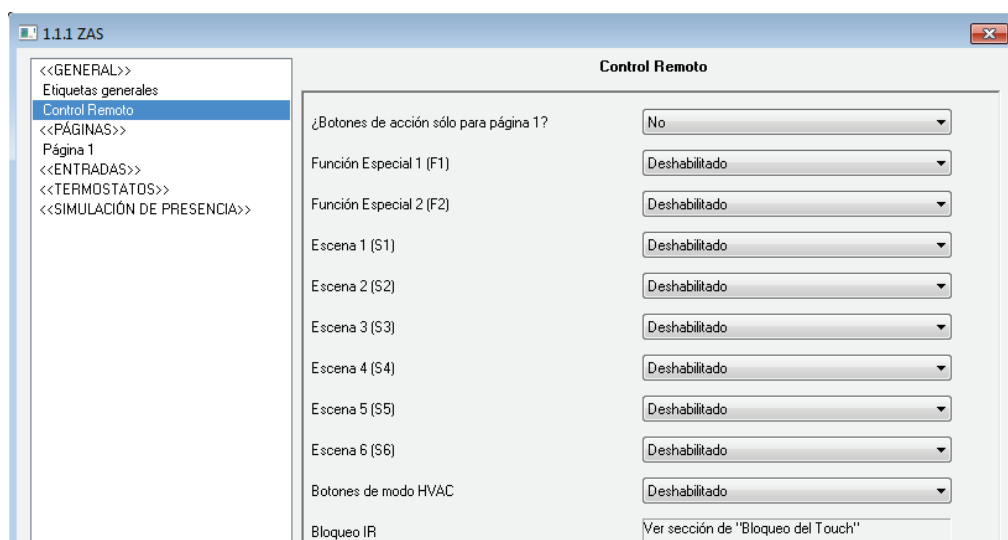 1.1.1 ZAS
<<GENERAL>>
Etiquetas generales
Control Remoto
<<PÁGINAS>>
Página 1
<<ENTRADAS>>
<<TERMOSTATOS>>
<<SIMULACIÓN DE PRESENCIA>>
Control Remoto
¿Botones de acción sólo para página 1? No
Función Especial 1 (F1) Deshabilitado
Función Especial 2 (F2) Deshabilitado
Escena 1 (S1) Deshabilitado
Escena 2 (S2) Deshabilitado
Escena 3 (S3) Deshabilitado
Escena 4 (S4) Deshabilitado
Escena 5 (S5) Deshabilitado
Escena 6 (S6) Deshabilitado
Botones de modo HVAC Deshabilitado
Bloqueo IR Ver sección de "Bloqueo del Touch"